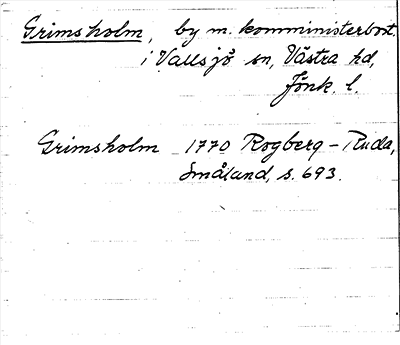 Grimsholm, by m. komministerbost.
i Vallsjö sn, Västra hd,
Jönk. l.
Grimsholm 1770 Rogberg - Ruda,
Småland, s. 693.